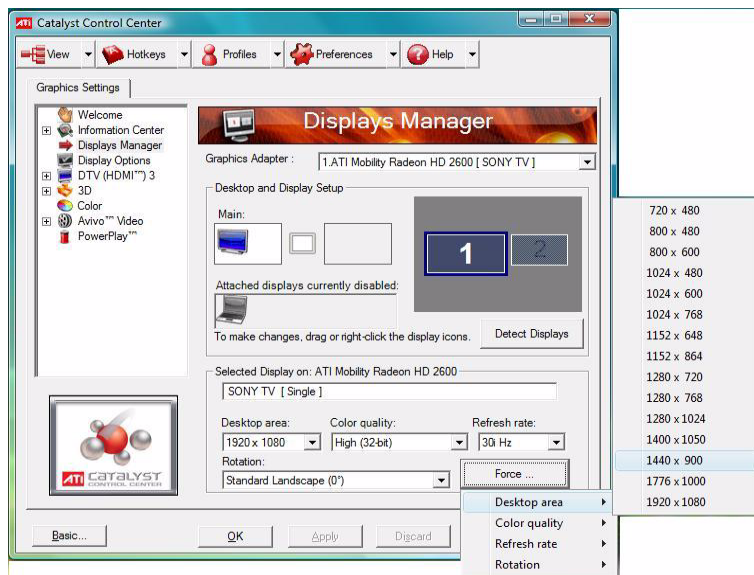 ATI Catalyst Control Center
View Hotkeys Profiles Preferences Help
Graphics Settings
Welcome
Information Center
Displays Manager
Display Options
DTV (HDMI™) 3
3D
Color
Avivo™ Video
PowerPlay™
Displays Manager
Graphics Adapter : 1.ATI Mobility Radeon HD 2600 [ SONY TV ]
Desktop and Display Setup
Main:
1 2
Attached displays currently disabled:
To make changes, drag or right-click the display icons.
Detect Displays
Selected Display on: ATI Mobility Radeon HD 2600
SONY TV [ Single ]
Desktop area: Color quality: Refresh rate:
1920 x 1080 High (32-bit) 30i Hz
Rotation:
Standard Landscape (0°)
Force ...
ATI CATALYST
CONTROL CENTER
Basic... OK Apply Discard
Desktop area
Color quality
Refresh rate
Rotation
720 x 480
800 x 480
800 x 600
1024 x 480
1024 x 600
1024 x 768
1152 x 648
1152 x 864
1280 x 720
1280 x 768
1280 x 1024
1400 x 1050
1440 x 900
1776 x 1000
1920 x 1080